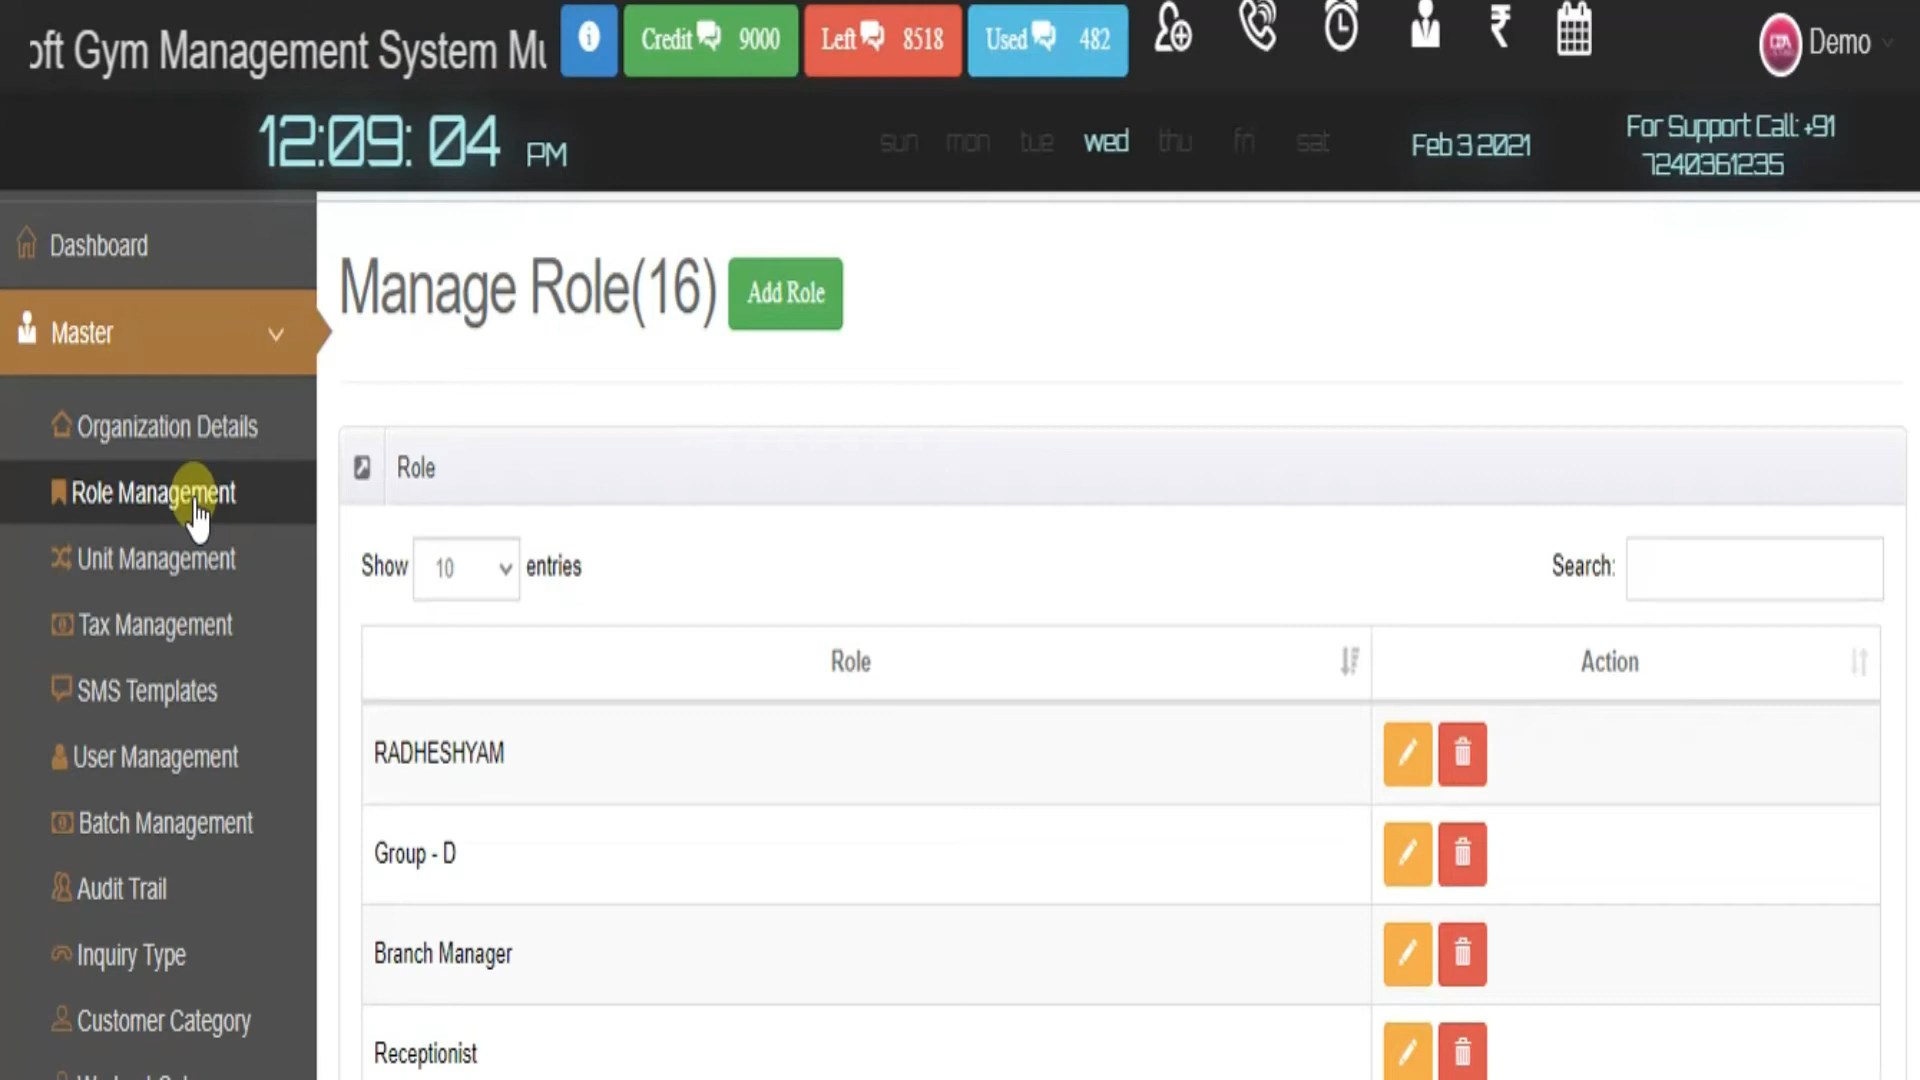 oft Gym Management System Mu
Credit 9000
Left 8518
Used 482
Demo
12:09: 04 PM
sun mon tue wed thu fri sat
Feb 3 2021
For Support Call: +91
7240361235
Dashboard
Master
Organization Details
Role Management
Unit Management
Tax Management
SMS Templates
User Management
Batch Management
Audit Trail
Inquiry Type
Customer Category
Manage Role(16)
Add Role
Role
Show 10 entries
Search:
Role Action
RADHESHYAM
Group - D
Branch Manager
Receptionist